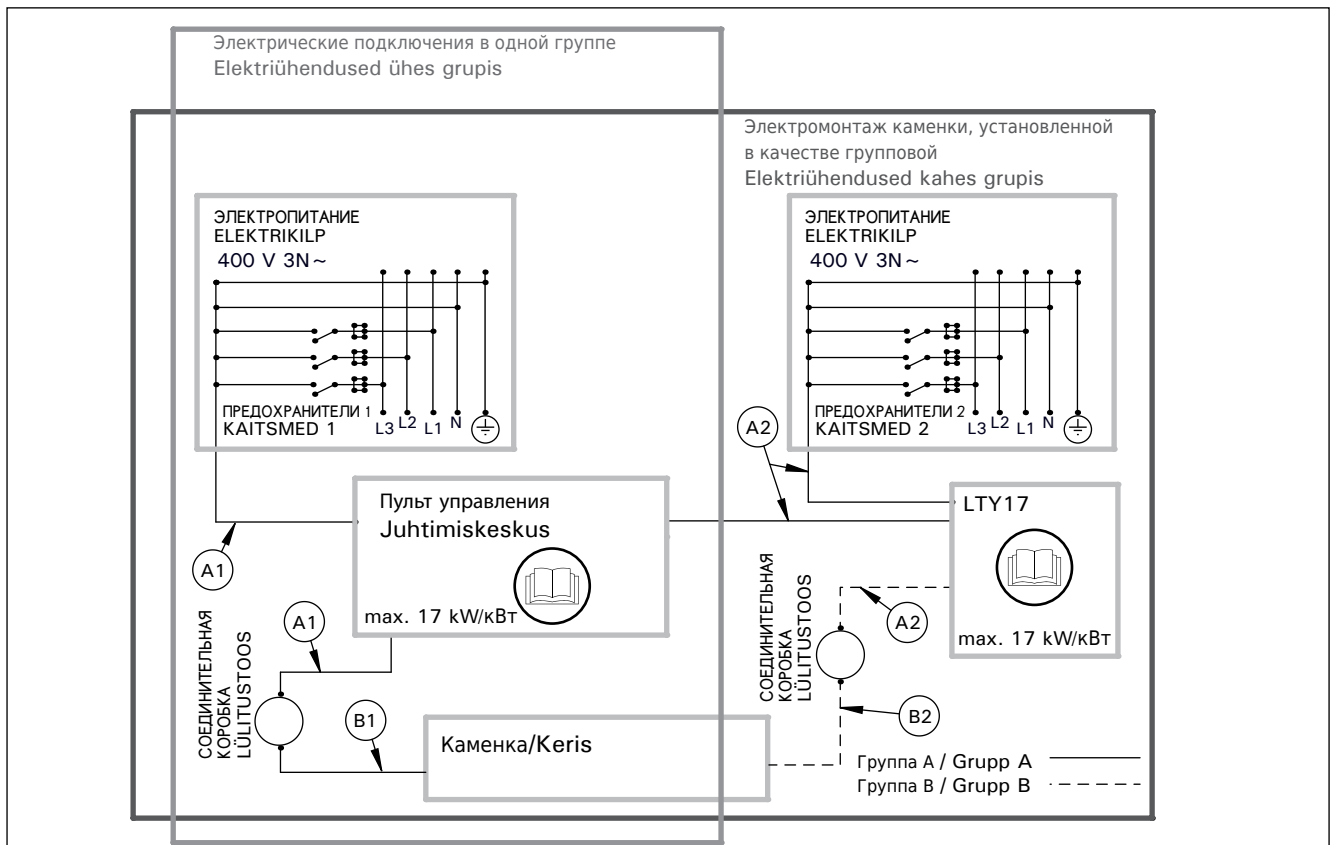 Электрические подключения в одной группе
Elektriühendused ühes grupis
Электромонтаж каменки, установленной
в качестве групповой
Elektriühendused kahes grupis
ЭЛЕКТРОПИТАНИЕ
ELEKTRIKILP
400 V 3N~
ПРЕДОХРАНИТЕЛИ 1
KAITSMED 1
L3 L2 L1 N
ЭЛЕКТРОПИТАНИЕ
ELEKTRIKILP
400 V 3N~
ПРЕДОХРАНИТЕЛИ 2
KAITSMED 2
L3 L2 L1 N
A2
A1
Пульт управления
Juhtimiskeskus
max. 17 kW/кВт
LTY17
max. 17 kW/кВт
A1
СОЕДИНИТЕЛЬНАЯ
КОРОБКА
LÜLITUSTOOS
B1
Каменка/Keris
СОЕДИНИТЕЛЬНАЯ
КОРОБКА
LÜLITUSTOOS
A2
B2
Группа А / Grupp A
Группа В / Grupp B